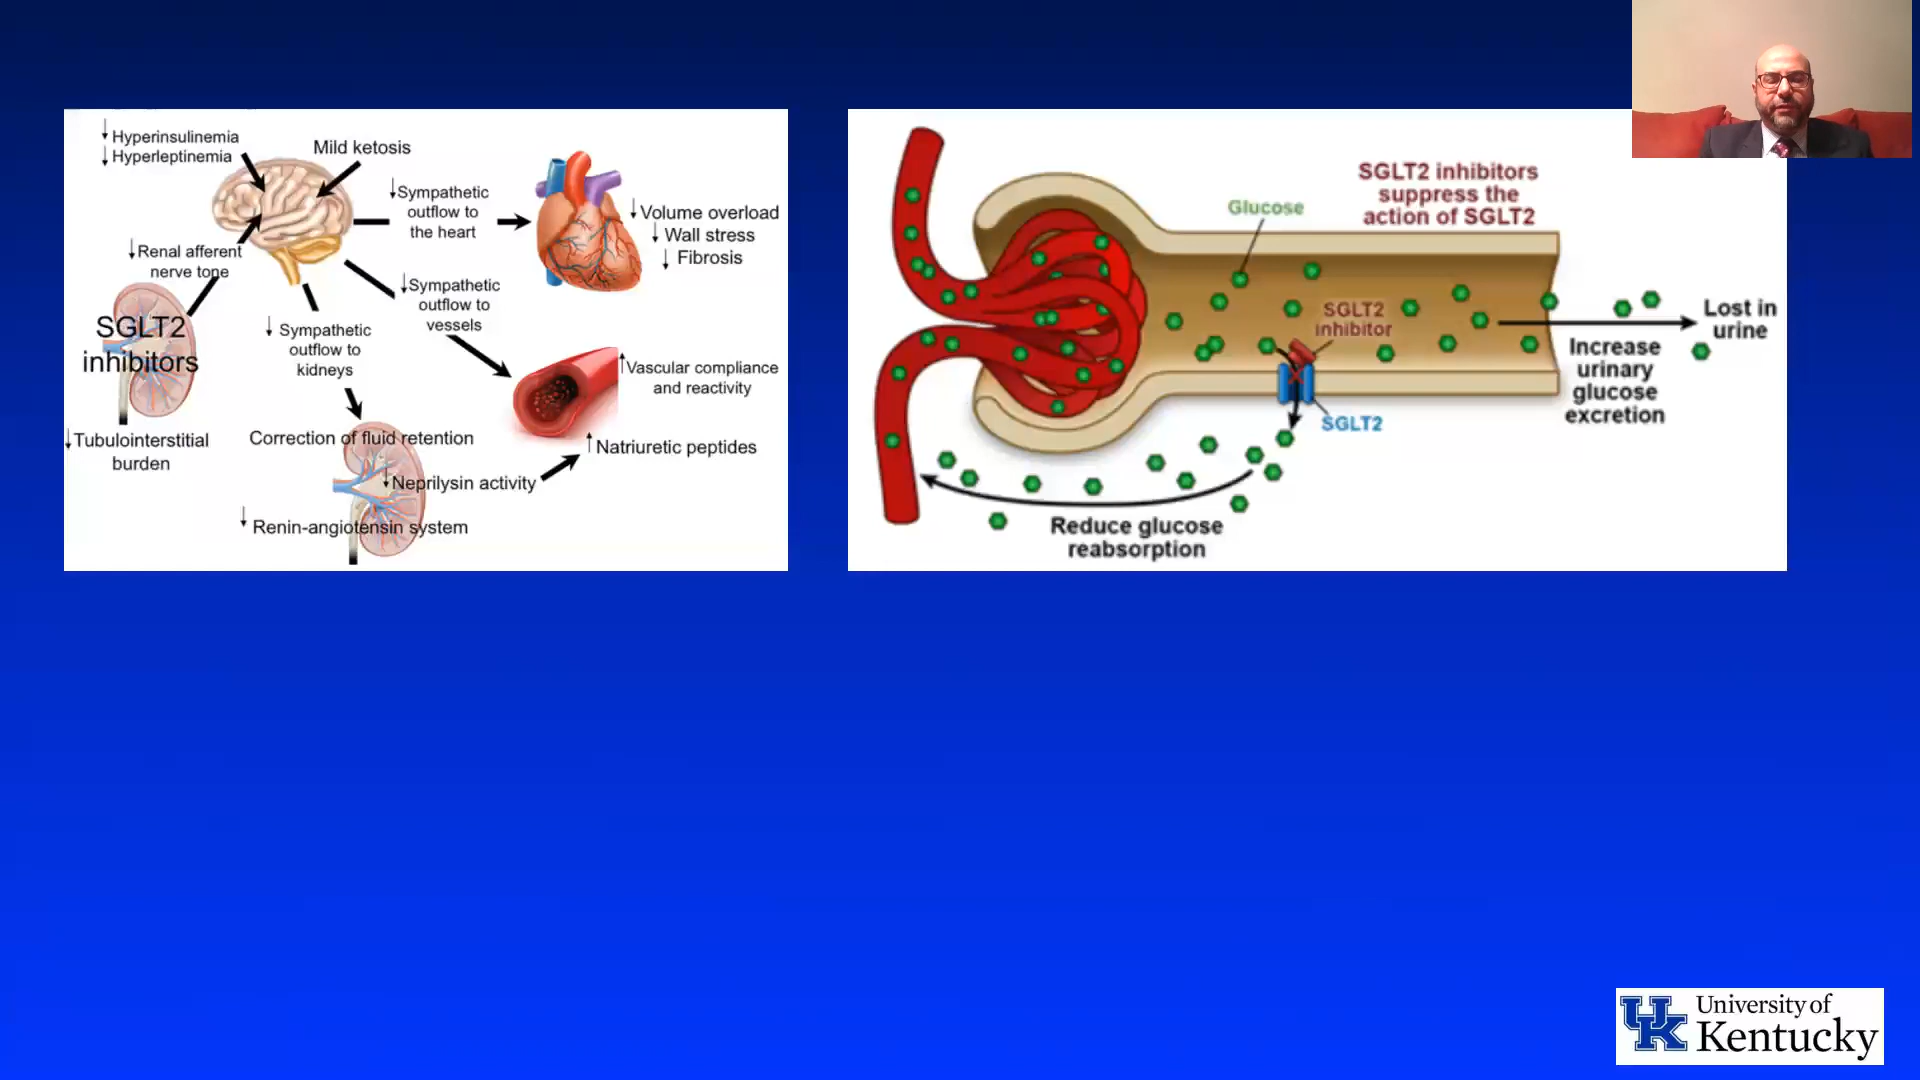 ↓ Hyperinsulinemia
↓ Hyperleptinemia
Mild ketosis
↓ Sympathetic
outflow to
the heart
↓ Volume overload
↓ Wall stress
↓ Fibrosis
↓ Renal afferent
nerve tone
↓ Sympathetic
outflow to
vessels
SGLT2
inhibitors
↓ Sympathetic
outflow to
kidneys
↑ Vascular compliance
and reactivity
↓ Tubulointerstitial
burden
Correction of fluid retention
↑ Natriuretic peptides
↓ Neprilysin activity
↓ Renin-angiotensin system
SGLT2 inhibitors
suppress the
action of SGLT2
Glucose
SGLT2
inhibitor
Lost in
urine
Increase
urinary
glucose
excretion
SGLT2
Reduce glucose
reabsorption
UK
University of
Kentucky